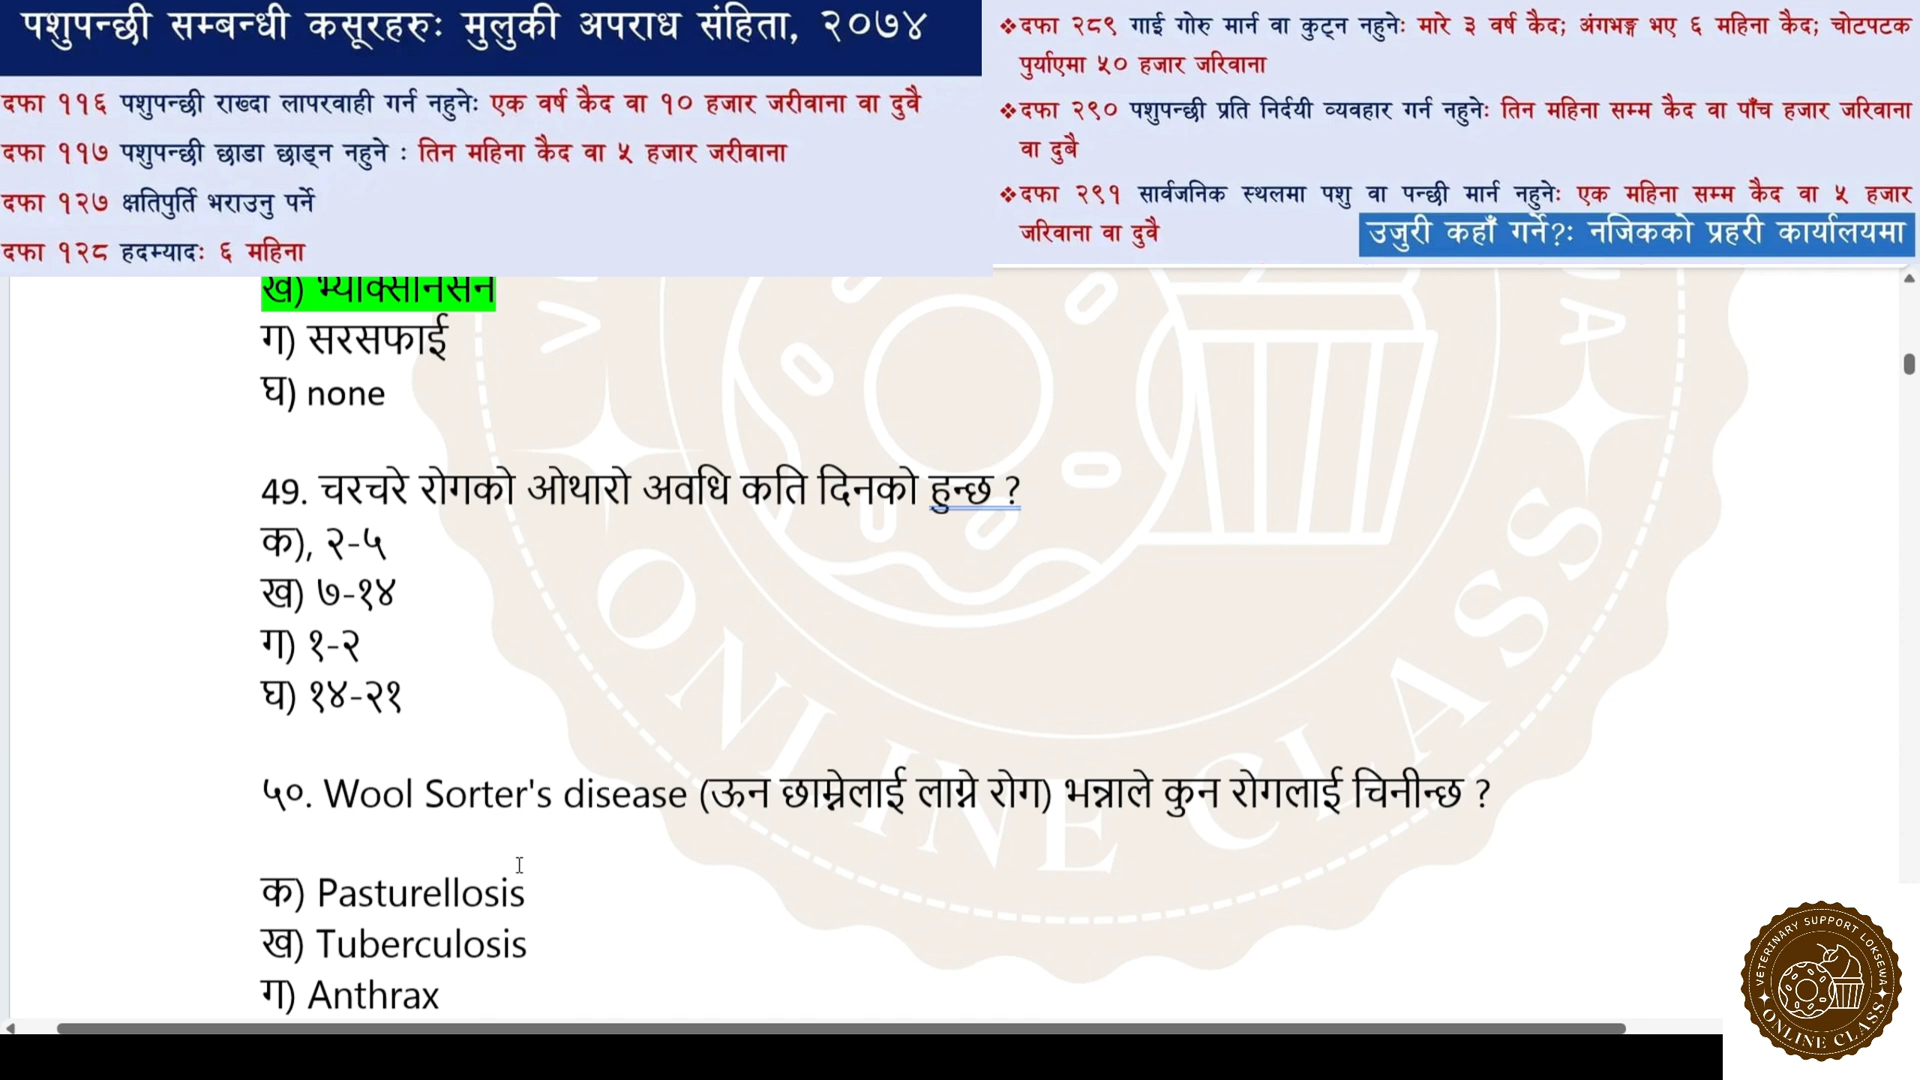 पशुपन्छी सम्बन्धी कसूरहरुः मुलुकी अपराध संहिता, २०७४
दफा ११६ पशुपन्छी राख्दा लापरवाही गर्न नहुनेः एक वर्ष कैद वा १० हजार जरीवाना वा दुवै
दफा ११७ पशुपन्छी छाडा छाड्न नहुने : तिन महिना कैद वा ५ हजार जरीवाना
दफा १२७ क्षतिपुर्ति भराउनु पर्ने
दफा १२८ हदम्यादः ६ महिना
❖दफा २८९ गाई गोरु मार्न वा कुट्न नहुनेः मारे ३ वर्ष कैद; अंगभङ्ग भए ६ महिना कैद; चोटपटक
पुर्याएमा ५० हजार जरिवाना
❖दफा २९० पशुपन्छी प्रति निर्दयी व्यवहार गर्न नहुनेः तिन महिना सम्म कैद वा पाँच हजार जरिवाना
वा दुबै
❖दफा २९१ सार्वजनिक स्थलमा पशु वा पन्छी मार्न नहुनेः एक महिना सम्म कैद वा ५ हजार
जरिवाना वा दुवै
उजुरी कहाँ गर्ने?ः नजिकको प्रहरी कार्यालयमा
ख) भ्याक्सिनेसन
ग) सरसफाई
घ) none
49. चरचरे रोगको ओथारो अवधि कति दिनको हुन्छ ?
क), २-५
ख) ७-१४
ग) १-२
घ) १४-२१
५०. Wool Sorter's disease (ऊन छाम्नेलाई लाग्ने रोग) भन्नाले कुन रोगलाई चिनीन्छ ?
क) Pasturellosis
ख) Tuberculosis
ग) Anthrax
ONLINE CLASS
VETERINARY SUPPORT LOKSEWA
ONLINE CLASS